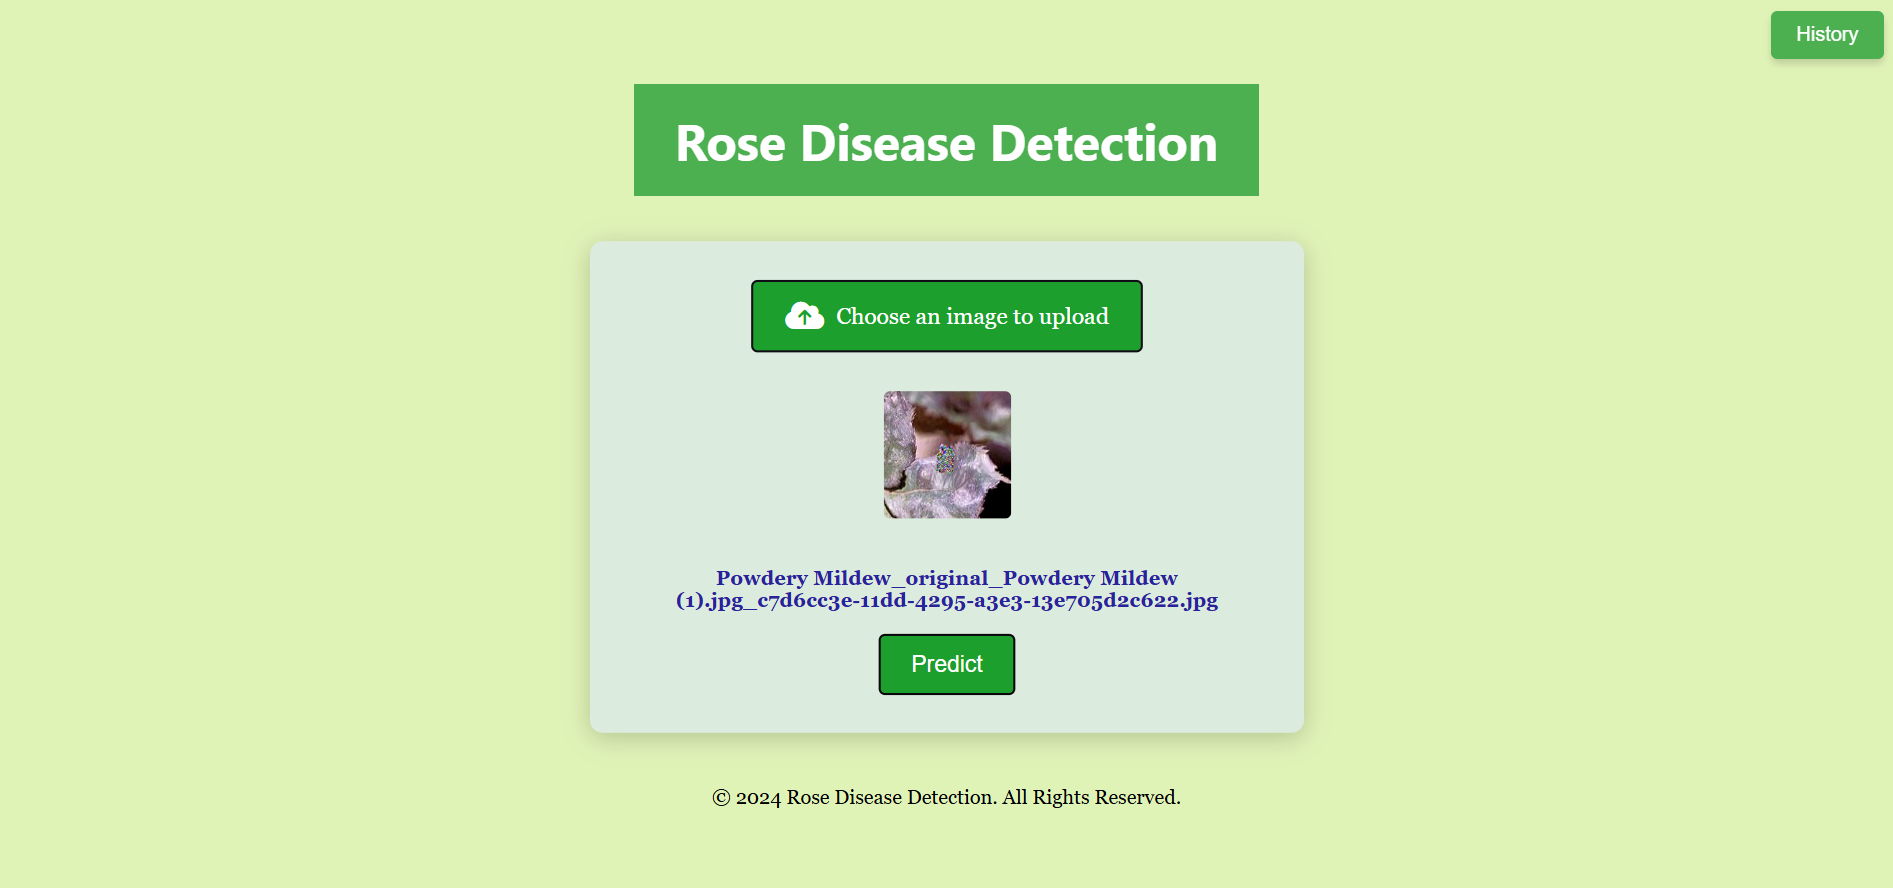 History
Rose Disease Detection
Choose an image to upload
Powdery Mildew_original_Powdery Mildew
(1).jpg_c7d6cc3e-11dd-4295-a3e3-13e705d2c622.jpg
Predict
© 2024 Rose Disease Detection. All Rights Reserved.